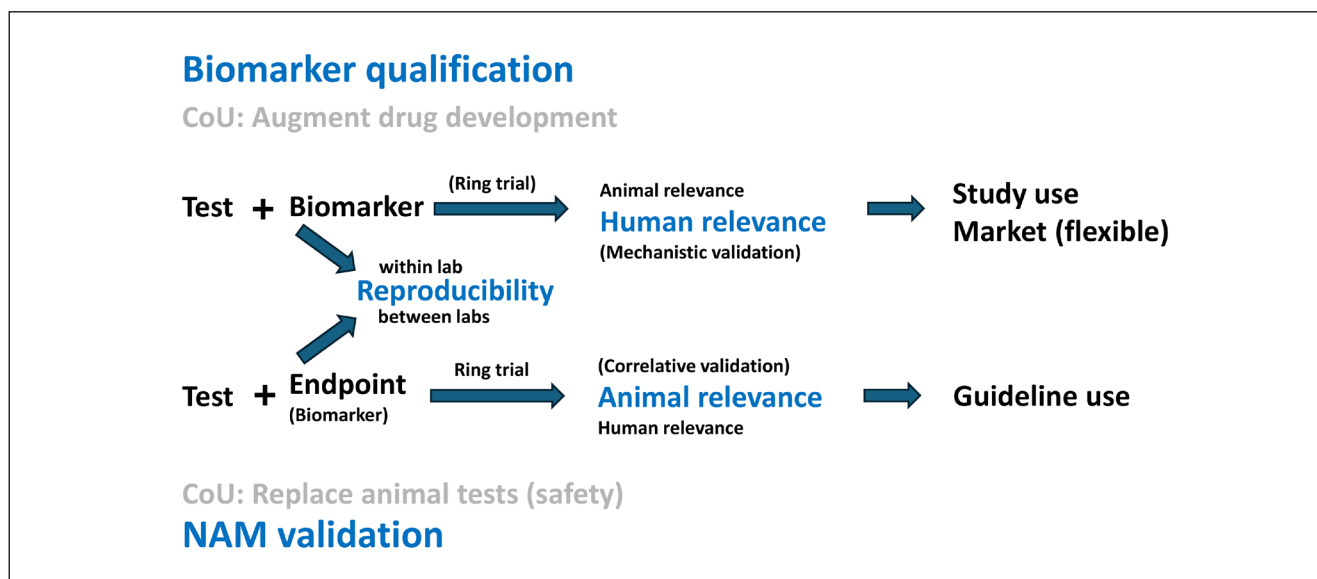 Biomarker qualification
CoU: Augment drug development
Test + Biomarker
(Ring trial)
Animal relevance
Human relevance
(Mechanistic validation)
Study use
Market (flexible)
within lab
Reproducibility
between labs
Test + Endpoint
(Biomarker)
Ring trial
(Correlative validation)
Animal relevance
Human relevance
Guideline use
CoU: Replace animal tests (safety)
NAM validation